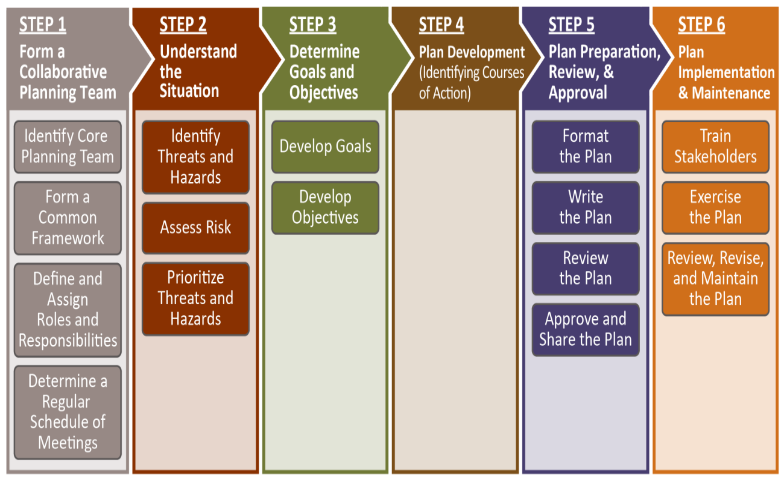 STEP 1
Form a
Collaborative
Planning Team
Identify Core
Planning Team
Form a
Common
Framework
Define and
Assign
Roles and
Responsibilities
Determine a
Regular
Schedule of
Meetings
STEP 2
Understand
the
Situation
Identify
Threats and
Hazards
Assess Risk
Prioritize
Threats and
Hazards
STEP 3
Determine
Goals and
Objectives
Develop Goals
Develop
Objectives
STEP 4
Plan Development
(Identifying Courses
of Action)
STEP 5
Plan Preparation,
Review, &
Approval
Format
the Plan
Write
the Plan
Review
the Plan
Approve and
Share the Plan
STEP 6
Plan
Implementation
& Maintenance
Train
Stakeholders
Exercise
the Plan
Review, Revise,
and Maintain
the Plan